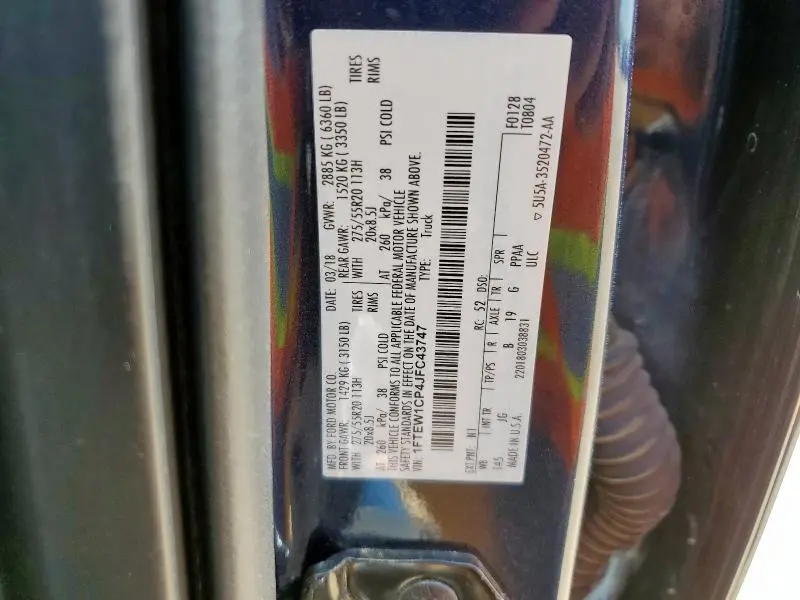 MFD. BY FORD MOTOR CO.
DATE: 03/18 GVWR: 2885 KG ( 6360 LB)
FRONT GAWR: 1429 KG ( 3150 LB) REAR GAWR: 1520 KG ( 3350 LB)
WITH 275/55R20 113H TIRES WITH 275/55R20 113H TIRES
20x8.5J RIMS 20x8.5J RIMS
AT 260 kPa/ 38 PSI COLD AT 260 kPa/ 38 PSI COLD
THIS VEHICLE CONFORMS TO ALL APPLICABLE FEDERAL MOTOR VEHICLE
SAFETY STANDARDS IN EFFECT ON THE DATE OF MANUFACTURE SHOWN ABOVE.
VIN: 1FTEW1CP4JFC43747 TYPE: Truck
EXT PNT: N1 RC: 52 DSO: F0128
WB INT TR TP/PS R AXLE TR SPR T0804
145 JG B 19 G PPAA
MADE IN U.S.A. 2201803038831 ULC
▽ 5U5A-3520472-AA